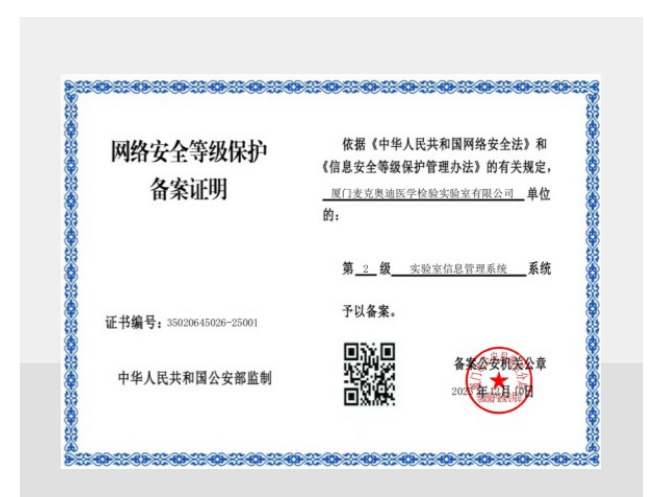 网络安全等级保护
备案证明
证书编号：35020645026-25001
中华人民共和国公安部监制
依据《中华人民共和国网络安全法》和
《信息安全等级保护管理办法》的有关规定，
厦门麦克奥迪医学检验实验室有限公司 单位
的：
第 2 级 实验室信息管理系统 系统
予以备案。
备案公安机关公章